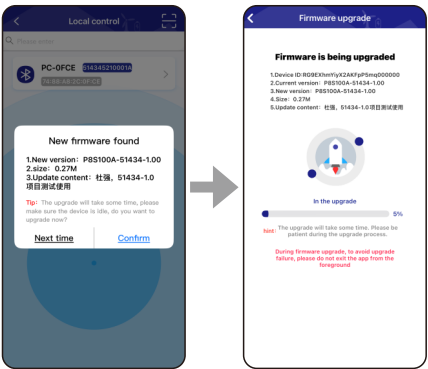 Local control
Please enter
PC-0FCE 514345210001A
New firmware found
1.New version: P8S100A-51434-1.00
2.size: 0.27M
3.Update content: 杜强, 51434-1.0
项目测试使用
Tip: The upgrade will take some time, please
make sure the device is idle, do you want to
upgrade now?
Next time Confirm
Firmware upgrade
Firmware is being upgraded
1.Device ID-RG9EXhmYiyX2AKFpP5mq000000
2.Current version: P8S100A-51434-1.00
3.New version: P8S100A-51434-1.00
4.Size: 0.27M
5.Update content: 杜强, 51434-1.0项目测试使用
In the upgrade
5%
hint: The upgrade will take some time. Please be
patient during the upgrade process.
During firmware upgrade, to avoid upgrade
failure, please do not exit the app from the
foreground